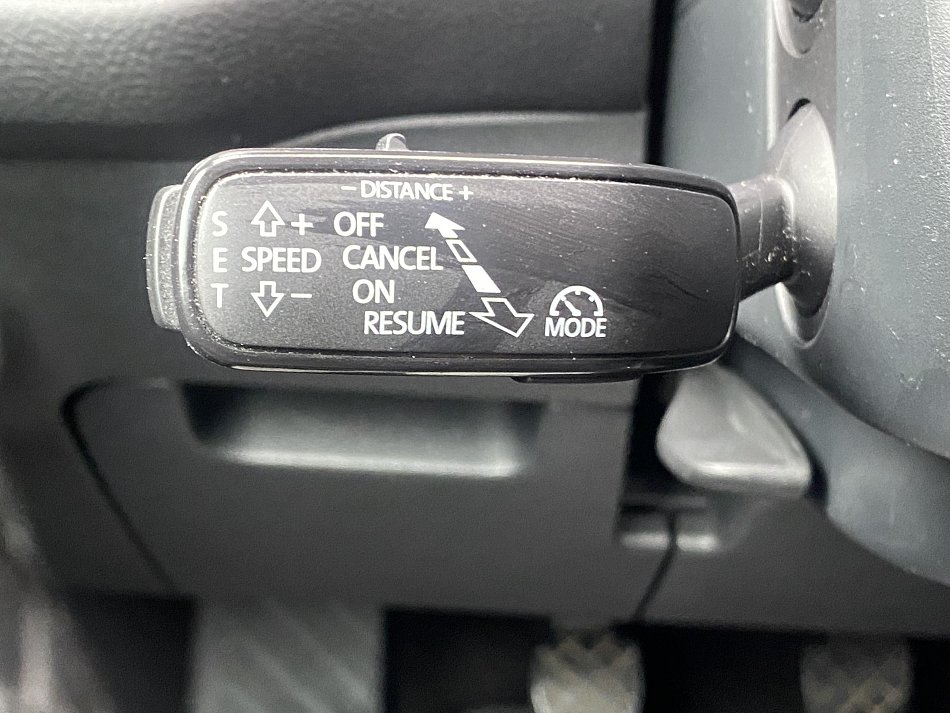 – DISTANCE +
S + OFF
E SPEED CANCEL
T – ON
RESUME MODE